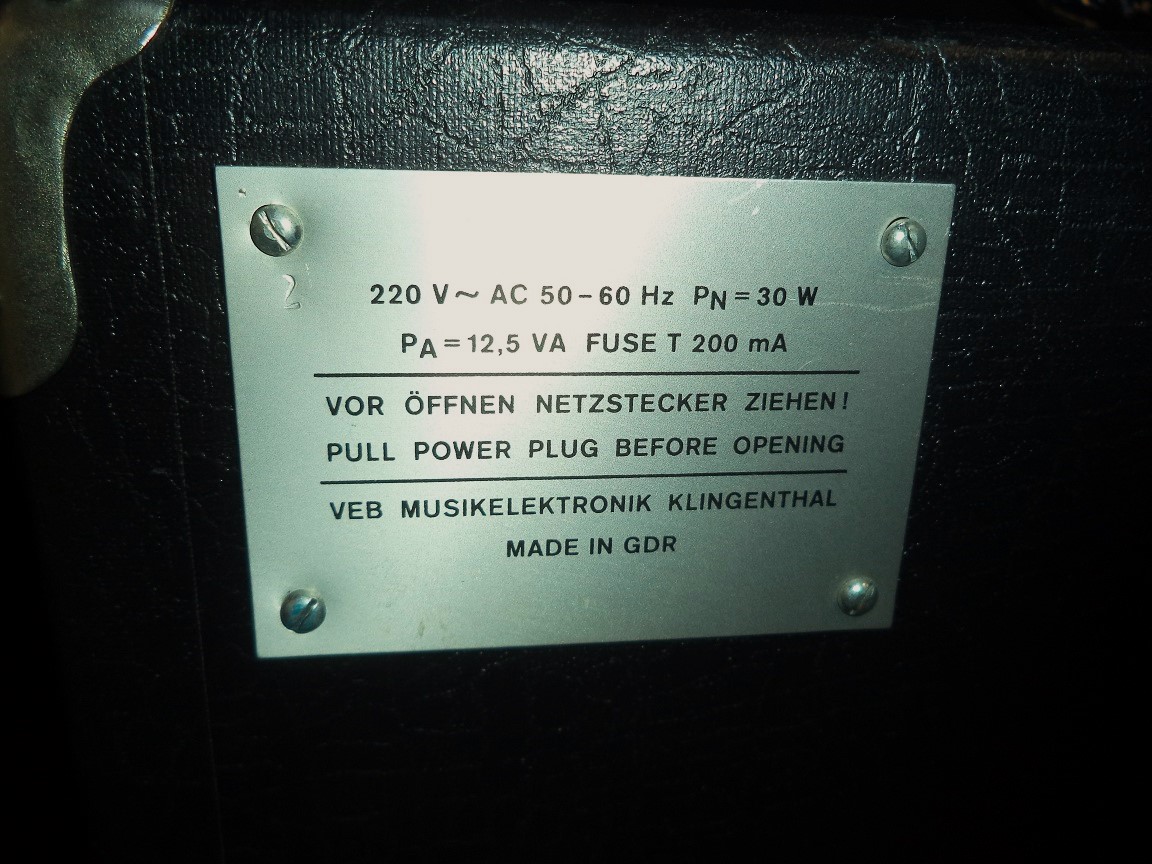 2
220 V~ AC 50-60 Hz PN=30 W
PA=12,5 VA FUSE T 200 mA
VOR ÖFFNEN NETZSTECKER ZIEHEN!
PULL POWER PLUG BEFORE OPENING
VEB MUSIKELEKTRONIK KLINGENTHAL
MADE IN GDR